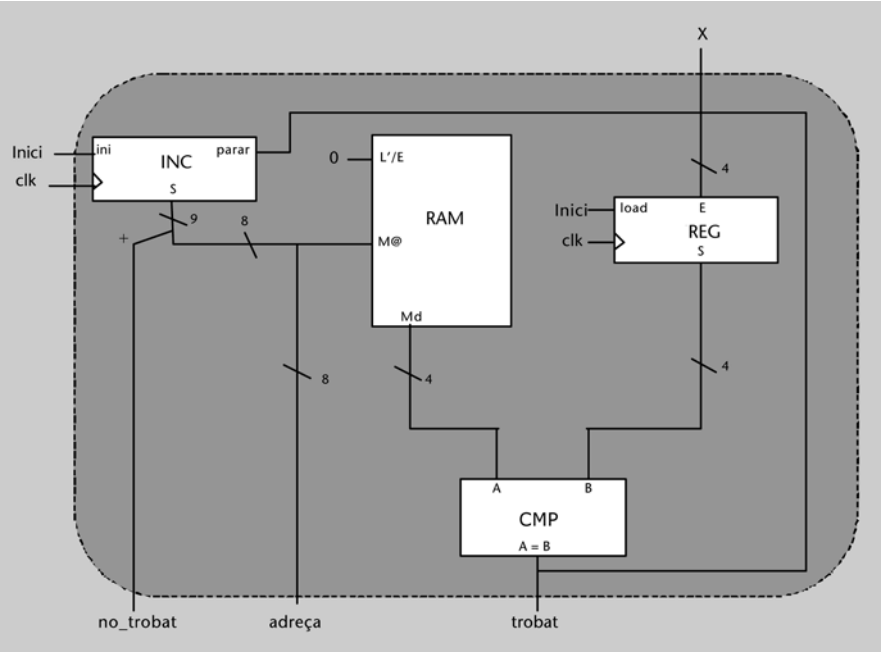 X
Inici
ini
INC
parar
clk
S
9
8
+
0
L'/E
RAM
M@
Md
4
Inici
load
E
clk
REG
S
8
4
4
A
B
CMP
A = B
no_trobat
adreça
trobat